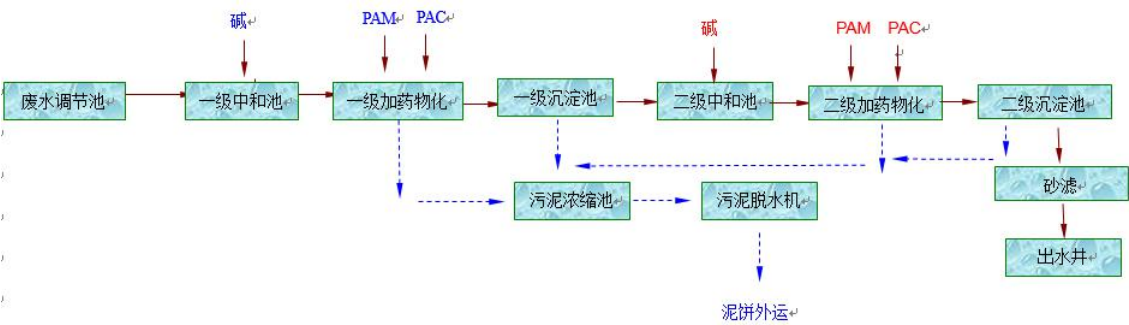 碱
PAM
PAC
碱
PAM
PAC
废水调节池
一级中和池
一级加药物化
一级沉淀池
二级中和池
二级加药物化
二级沉淀池
砂滤
污泥浓缩池
污泥脱水机
出水井
泥饼外运